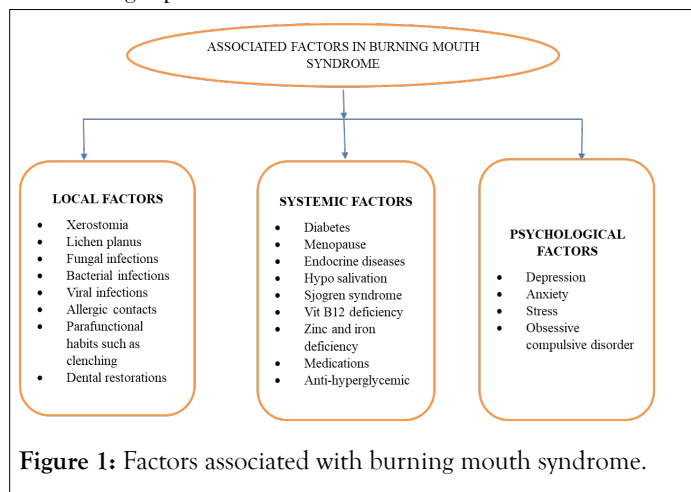 ASSOCIATED FACTORS IN BURNING MOUTH
SYNDROME
LOCAL FACTORS
• Xerostomia
• Lichen planus
• Fungal infections
• Bacterial infections
• Viral infections
• Allergic contacts
• Parafunctional
habits such as
clenching
• Dental restorations
SYSTEMIC FACTORS
• Diabetes
• Menopause
• Endocrine diseases
• Hypo salivation
• Sjogren syndrome
• Vit B12 deficiency
• Zinc and iron
deficiency
• Medications
• Anti-hyperglycemic
PSYCHOLOGICAL
FACTORS
• Depression
• Anxiety
• Stress
• Obsessive
compulsive disorder
Figure 1: Factors associated with burning mouth syndrome.